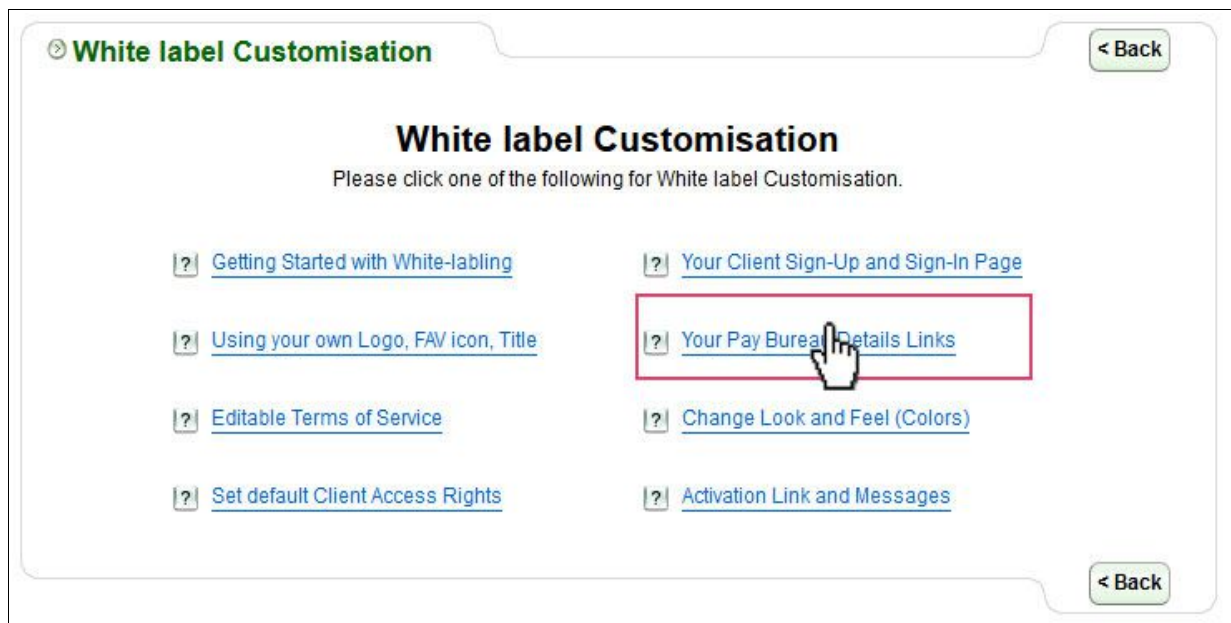 White label Customisation
< Back
White label Customisation
Please click one of the following for White label Customisation.
? Getting Started with White-labling
? Your Client Sign-Up and Sign-In Page
? Using your own Logo, FAV icon, Title
? Your Pay Bureau Details Links
? Editable Terms of Service
? Change Look and Feel (Colors)
? Set default Client Access Rights
? Activation Link and Messages
< Back